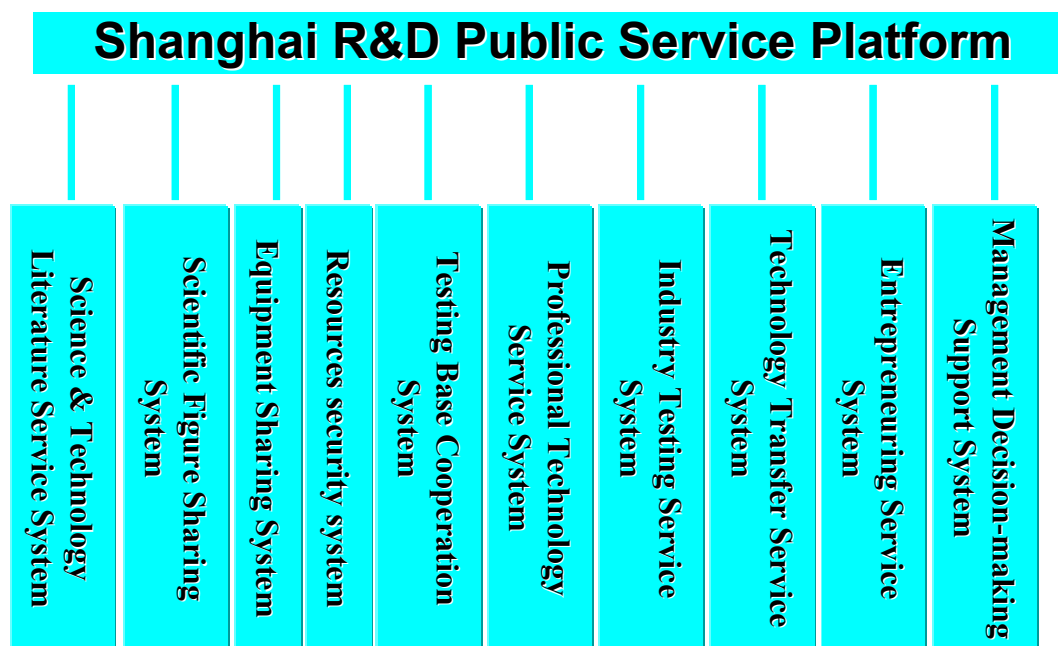 Shanghai R&D Public Service Platform
Science & Technology
Literature Service System
Scientific Figure Sharing
System
Equipment Sharing System
Resources security system
Testing Base Cooperation
System
Professional Technology
Service System
Industry Testing Service
System
Technology Transfer Service
System
Entrepreneuring Service
System
Management Decision-making
Support System